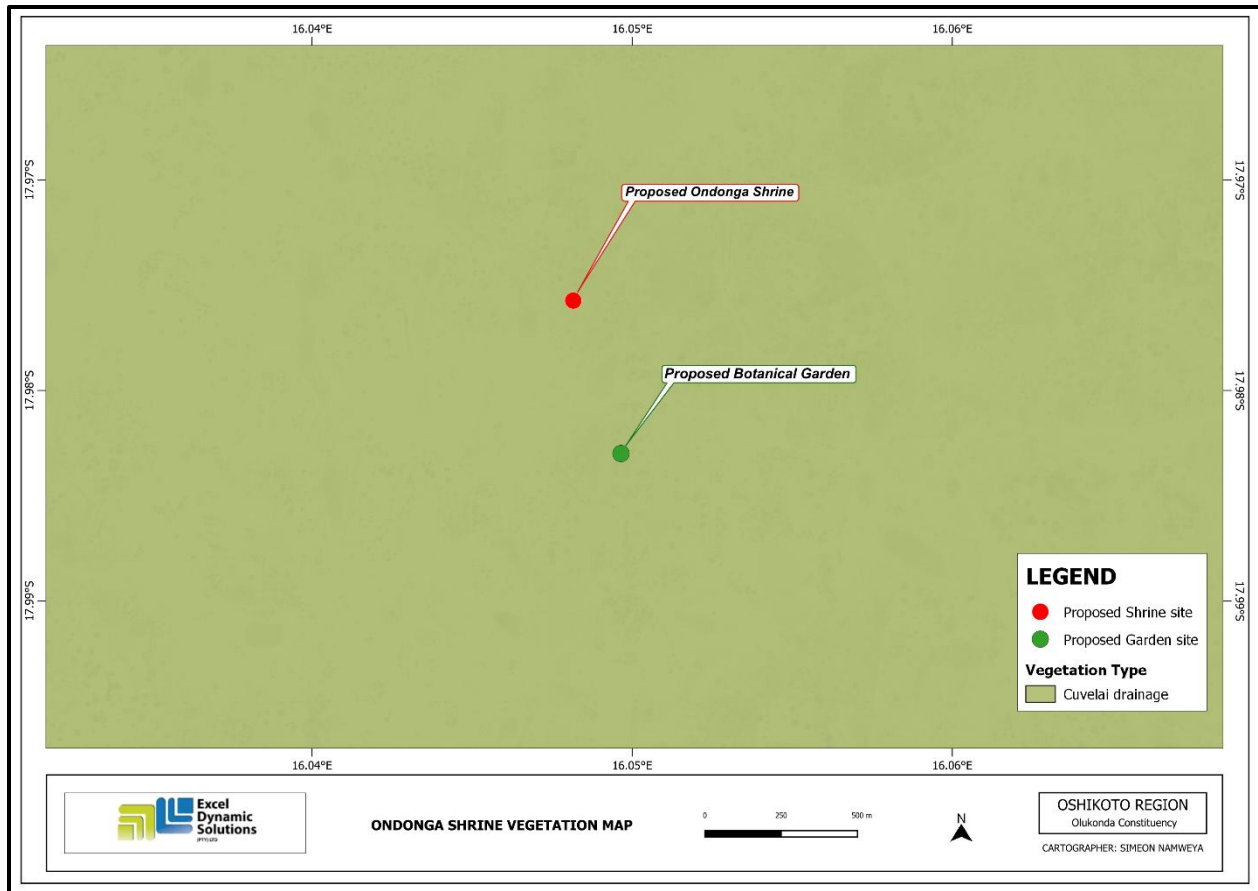 16.04°E
16.05°E
16.06°E
17.97°S
17.97°S
Proposed Ondonga Shrine
Proposed Botanical Garden
17.98°S
17.98°S
17.99°S
17.99°S
LEGEND
Proposed Shrine site
Proposed Garden site
Vegetation Type
Cuvelai drainage
16.04°E
16.05°E
16.06°E
Excel
Dynamic
Solutions
(PTY) LTD
ONDONGA SHRINE VEGETATION MAP
0 250 500 m
N
OSHIKOTO REGION
Olukonda Constituency
CARTOGRAPHER: SIMEON NAMWEYA